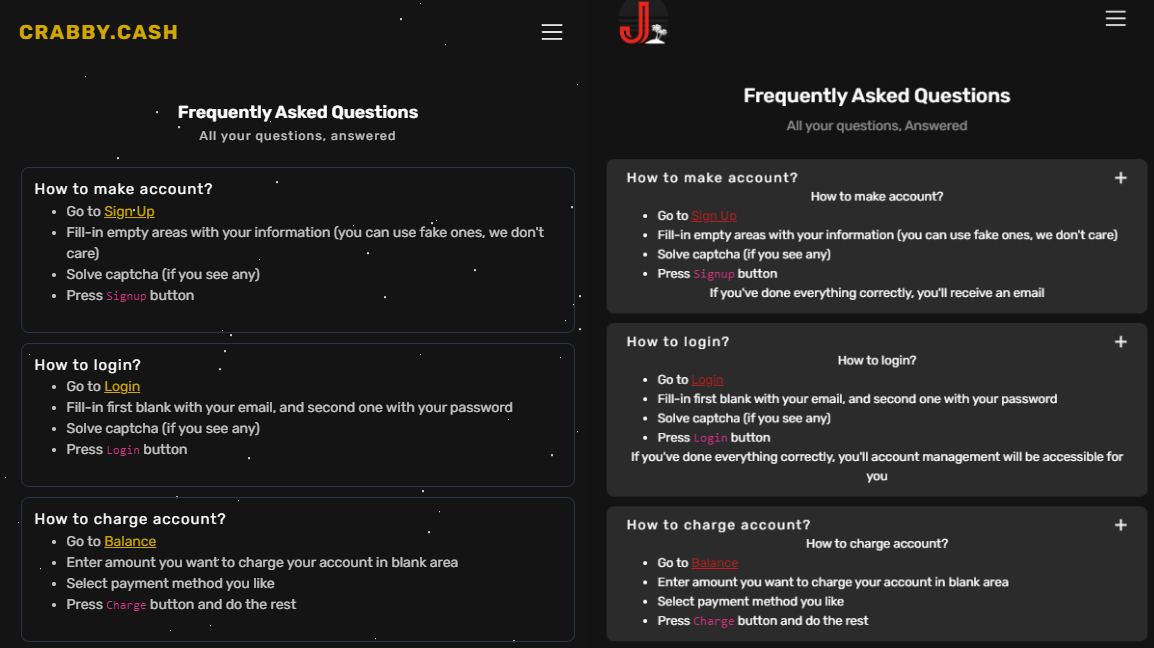 CRABBY.CASH
Frequently Asked Questions
All your questions, answered
How to make account?
Go to Sign Up
Fill-in empty areas with your information (you can use fake ones, we don't
care)
Solve captcha (if you see any)
Press Signup button
How to login?
Go to Login
Fill-in first blank with your email, and second one with your password
Solve captcha (if you see any)
Press Login button
How to charge account?
Go to Balance
Enter amount you want to charge your account in blank area
Select payment method you like
Press Charge button and do the rest
J
Frequently Asked Questions
All your questions, Answered
How to make account?
How to make account?
Go to Sign Up
Fill-in empty areas with your information (you can use fake ones, we don't care)
Solve captcha (if you see any)
Press Signup button
If you've done everything correctly, you'll receive an email
How to login?
How to login?
Go to Login
Fill-in first blank with your email, and second one with your password
Solve captcha (if you see any)
Press Login button
If you've done everything correctly, you'll account management will be accessible for
you
How to charge account?
How to charge account?
Go to Balance
Enter amount you want to charge your account in blank area
Select payment method you like
Press Charge button and do the rest